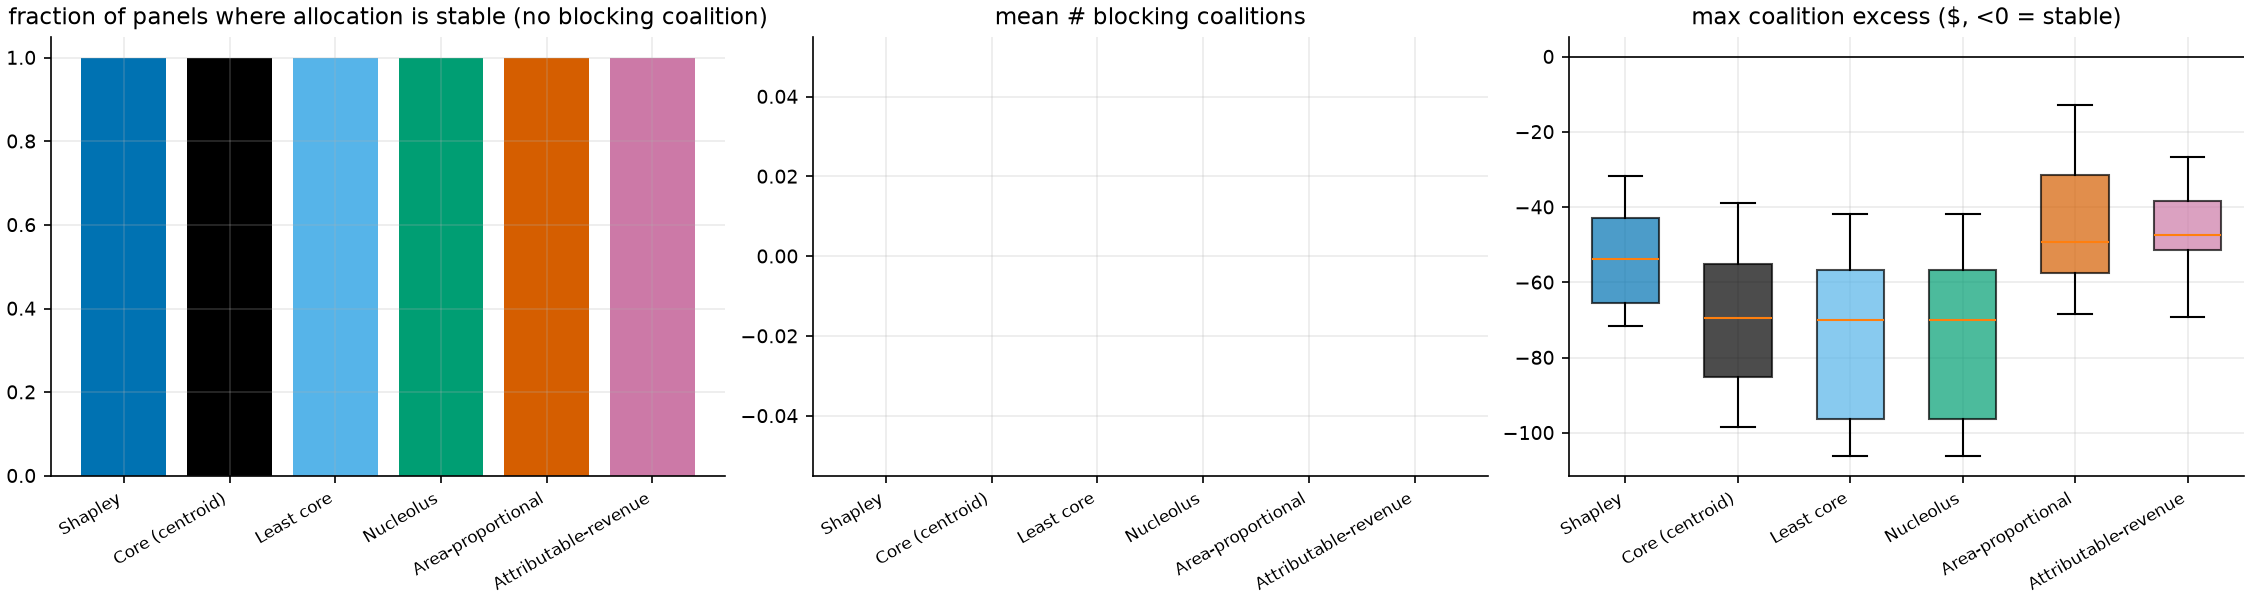 fraction of panels where allocation is stable (no blocking coalition)
1.0
0.8
0.6
0.4
0.2
0.0
Shapley
Core (centroid)
Least core
Nucleolus
Area-proportional
Attributable-revenue
mean # blocking coalitions
0.04
0.02
0.00
−0.02
−0.04
Shapley
Core (centroid)
Least core
Nucleolus
Area-proportional
Attributable-revenue
max coalition excess ($, <0 = stable)
0
−20
−40
−60
−80
−100
Shapley
Core (centroid)
Least core
Nucleolus
Area-proportional
Attributable-revenue